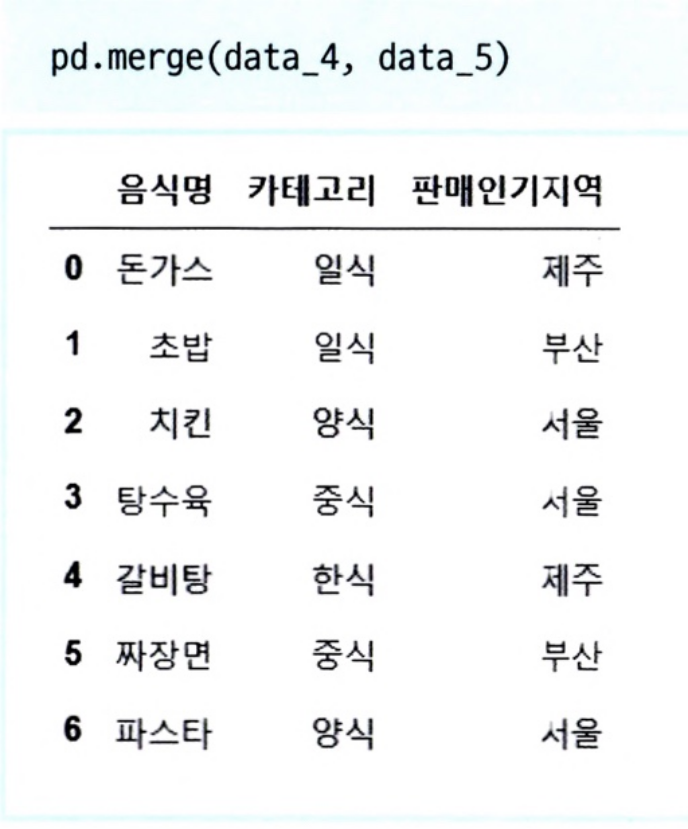 pd.merge(data_4, data_5)
음식명 카테고리 판매인기지역
0 돈가스 일식 제주
1 초밥 일식 부산
2 치킨 양식 서울
3 탕수육 중식 서울
4 갈비탕 한식 제주
5 짜장면 중식 부산
6 파스타 양식 서울